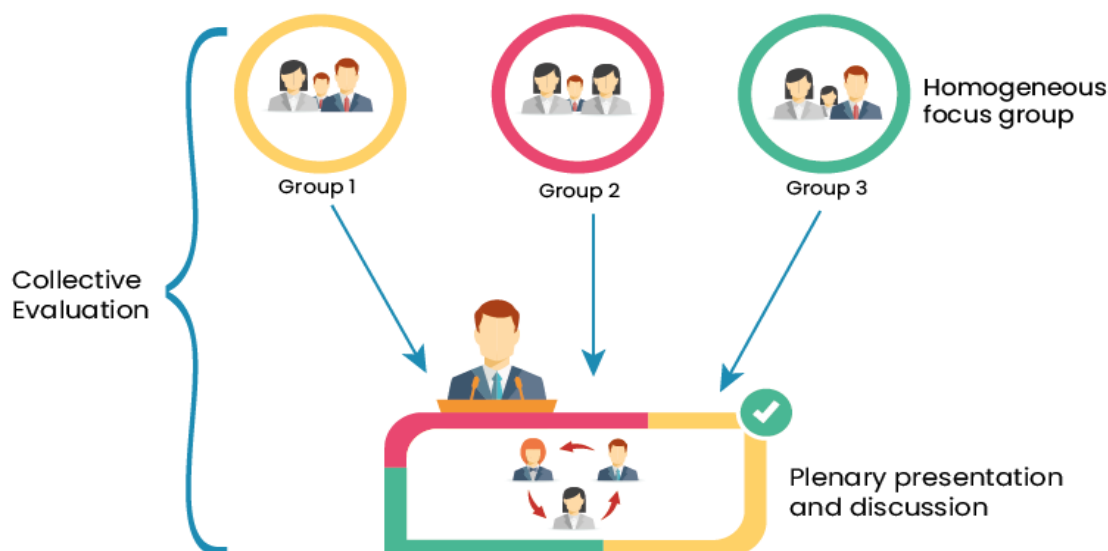 Homogeneous
focus group
Group 1
Group 2
Group 3
Collective
Evaluation
Plenary presentation
and discussion